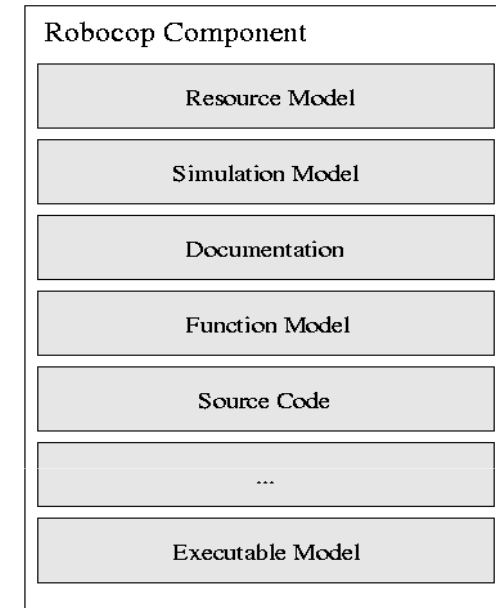 Robocop Component
Resource Model
Simulation Model
Documentation
Function Model
Source Code
...
Executable Model